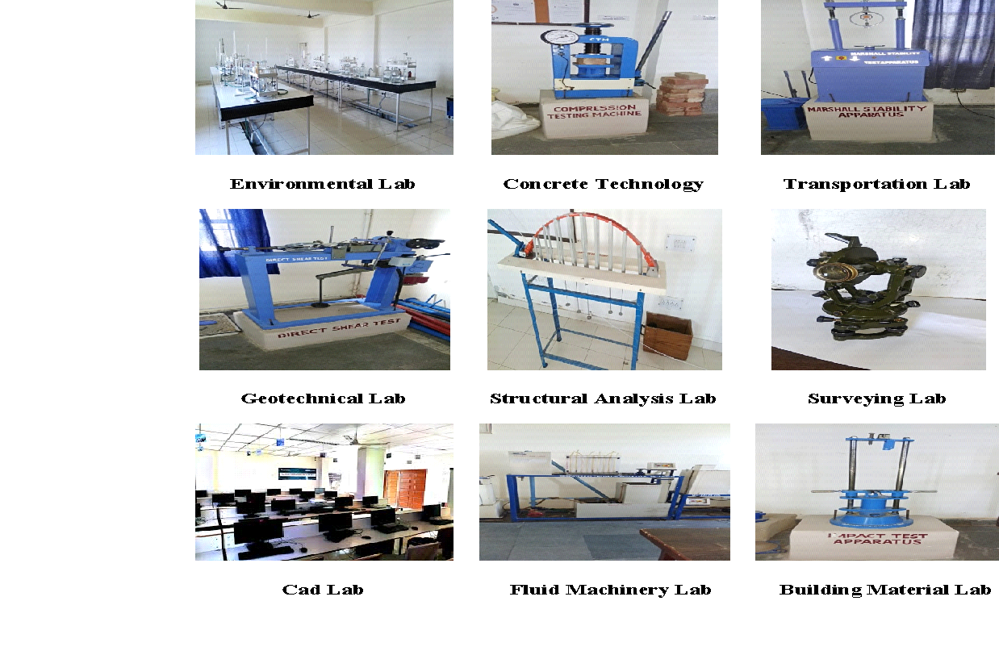 CTM
COMPRESSION
TESTING MACHINE
MARSHALL STABILITY
TEST APPARATUS
MARSHALL STABILITY
APPARATUS
Environmental Lab
Concrete Technology
Transportation Lab
DIRECT SHEAR TEST
DIRECT SHEAR TEST
Geotechnical Lab
Structural Analysis Lab
Surveying Lab
IMPACT TEST
APPARATUS
Cad Lab
Fluid Machinery Lab
Building Material Lab